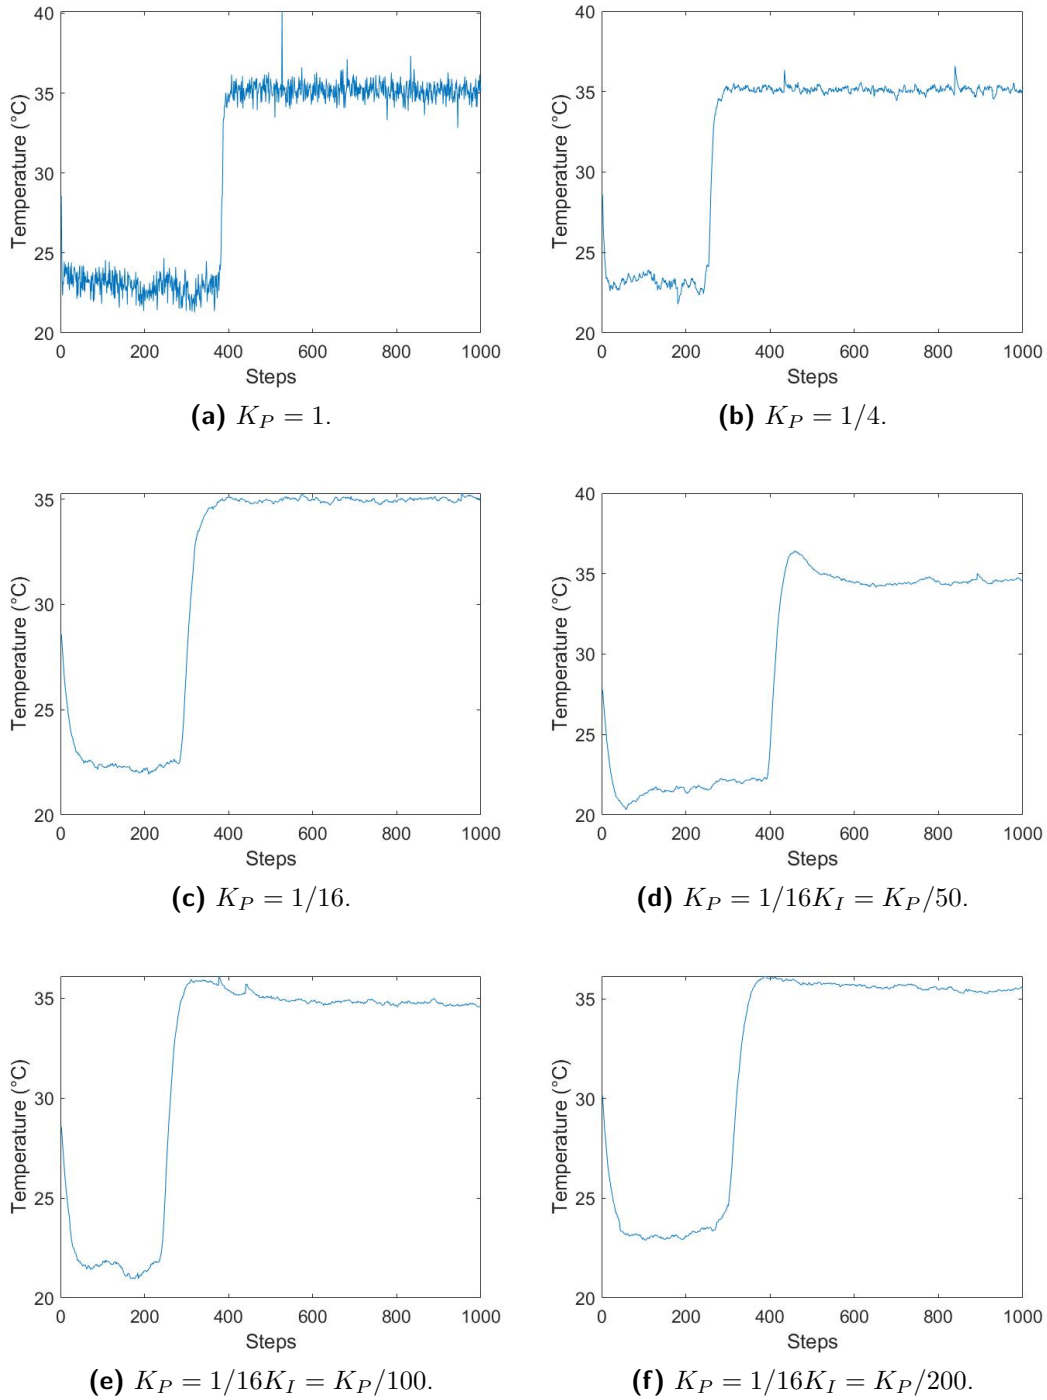 40
35
30
25
20
Temperature (°C)
0 200 400 600 800 1000
Steps
(a) K_P = 1.
40
35
30
25
20
Temperature (°C)
0 200 400 600 800 1000
Steps
(b) K_P = 1/4.
35
30
25
20
Temperature (°C)
0 200 400 600 800 1000
Steps
(c) K_P = 1/16.
40
35
30
25
20
Temperature (°C)
0 200 400 600 800 1000
Steps
(d) K_P = 1/16K_I = K_P/50.
35
30
25
20
Temperature (°C)
0 200 400 600 800 1000
Steps
(e) K_P = 1/16K_I = K_P/100.
35
30
25
20
Temperature (°C)
0 200 400 600 800 1000
Steps
(f) K_P = 1/16K_I = K_P/200.